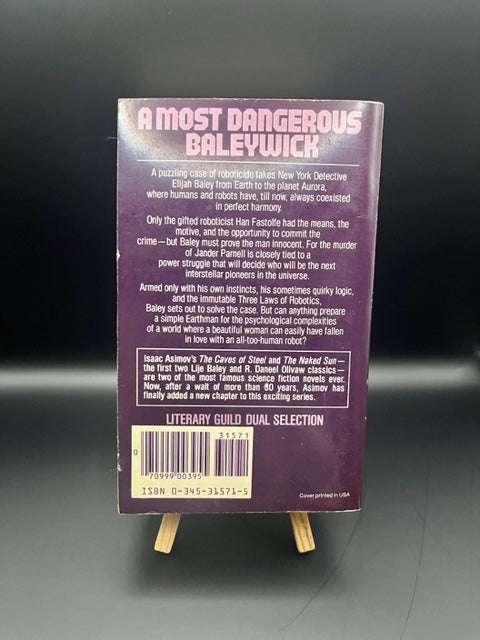 A MOST DANGEROUS
BALEYWICK
A puzzling case of roboticide takes New York Detective
Elijah Baley from Earth to the planet Aurora,
where humans and robots have, till now, always coexisted
in perfect harmony.
Only the gifted roboticist Han Fastolfe had the means, the
motive, and the opportunity to commit the
crime—but Baley must prove the man innocent. For the murder
of Jander Parnell is closely tied to a
power struggle that will decide who will be the next
interstellar pioneers in the universe.
Armed only with his own instincts, his sometimes quirky logic,
and the immutable Three Laws of Robotics,
Baley sets out to solve the case. But can anything prepare
a simple Earthman for the psychological complexities
of a world where a beautiful woman can easily have fallen
in love with an all-too-human robot?
Isaac Asimov's The Caves of Steel and The Naked Sun—
the first two Lije Baley and R. Daneel Olivaw classics—
are two of the most famous science fiction novels ever.
Now, after a wait of more than 30 years, Asimov has
finally added a new chapter to this exciting series.
LITERARY GUILD DUAL SELECTION
31571
0
70999 00395
ISBN 0-345-31571-5
Cover printed in USA